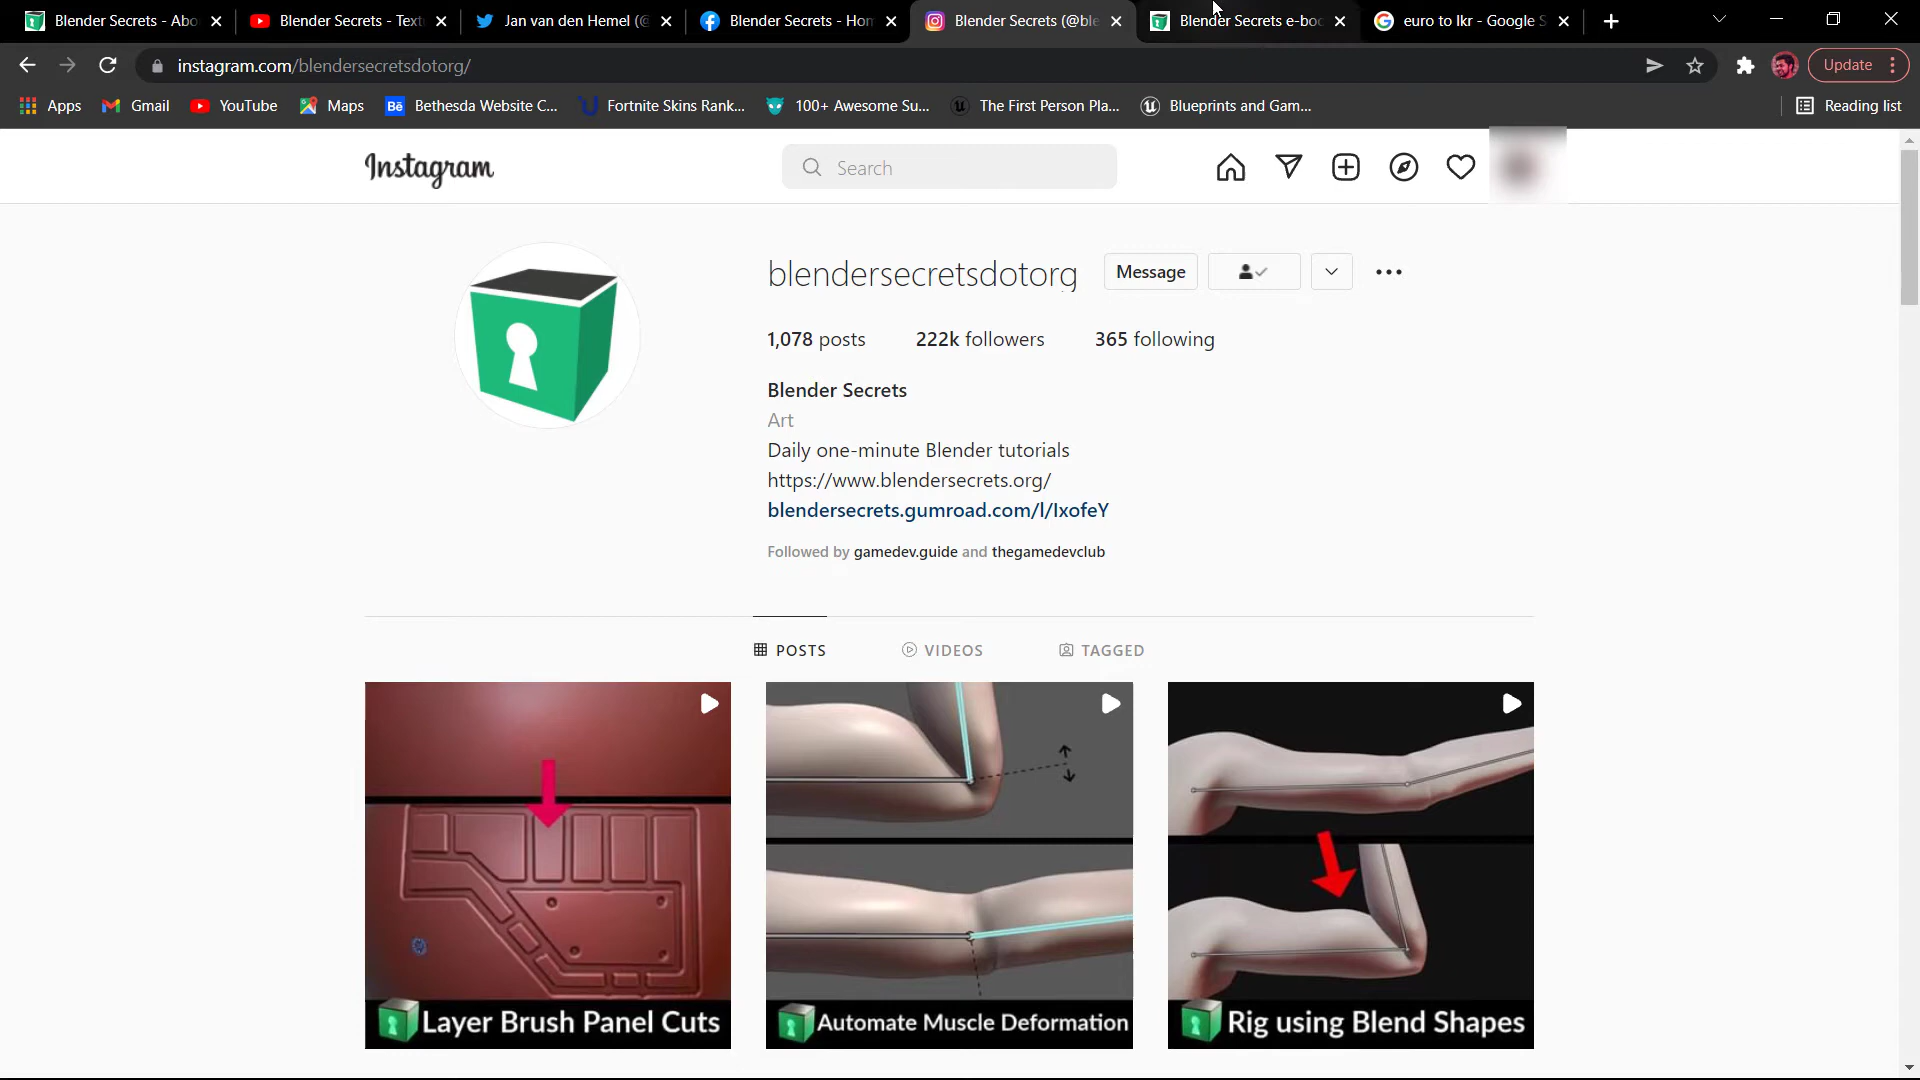 Blender Secrets - Abo
Blender Secrets - Text
Jan van den Hemel (@
Blender Secrets - Hom
Blender Secrets (@ble
Blender Secrets e-boo
euro to lkr - Google S
instagram.com/blendersecretsdotorg/
Update
Apps
Gmail
YouTube
Maps
Bē
Bethesda Website C...
Fortnite Skins Rank...
100+ Awesome Su...
The First Person Pla...
Blueprints and Gam...
Reading list
Instagram
Search
blendersecretsdotorg
Message
1,078 posts
222k followers
365 following
Blender Secrets
Art
Daily one-minute Blender tutorials
https://www.blendersecrets.org/
blendersecrets.gumroad.com/l/IxofeY
Followed by gamedev.guide and thegamedevclub
POSTS
VIDEOS
TAGGED
Layer Brush Panel Cuts
Automate Muscle Deformation
Rig using Blend Shapes